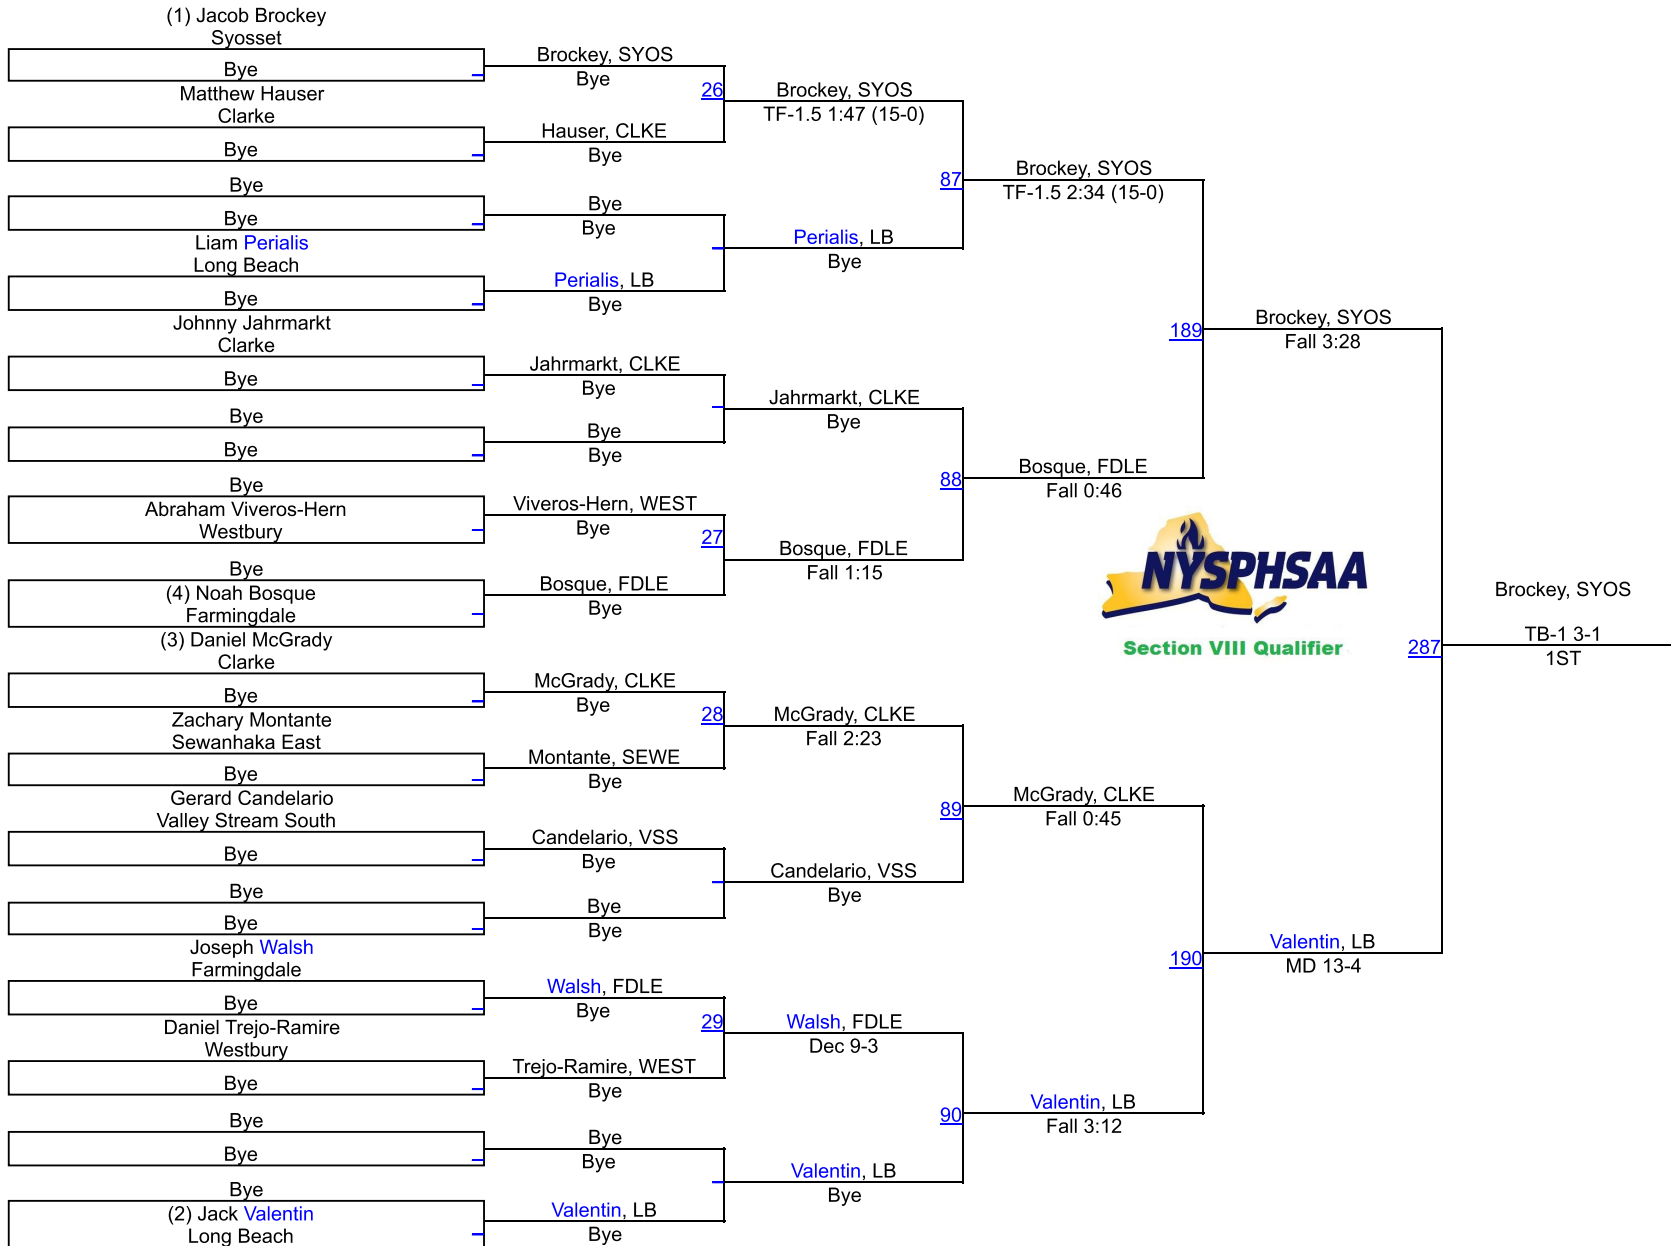 (1) Jacob Brockey
Syosset
Bye
Matthew Hauser
Clarke
Bye
Bye
Bye
Liam Perialis
Long Beach
Bye
Johnny Jahrmarkt
Clarke
Bye
Bye
Bye
Bye
Abraham Viveros-Hern
Westbury
Bye
(4) Noah Bosque
Farmingdale
(3) Daniel McGrady
Clarke
Bye
Zachary Montante
Sewanhaka East
Bye
Gerard Candelario
Valley Stream South
Bye
Bye
Bye
Joseph Walsh
Farmingdale
Bye
Daniel Trejo-Ramire
Westbury
Bye
Bye
Bye
Bye
(2) Jack Valentin
Long Beach
Brockey, SYOS
Bye
26
Hauser, CLKE
Bye
Bye
Bye
Perialis, LB
Bye
Jahrmarkt, CLKE
Bye
Bye
Bye
Viveros-Hern, WEST
Bye
27
Bosque, FDLE
Bye
McGrady, CLKE
Bye
28
Montante, SEWE
Bye
Candelario, VSS
Bye
Bye
Bye
Walsh, FDLE
Bye
29
Trejo-Ramire, WEST
Bye
Bye
Bye
Valentin, LB
Bye
Brockey, SYOS
TF-1.5 1:47 (15-0)
87
Perialis, LB
Bye
Jahrmarkt, CLKE
Bye
88
Bosque, FDLE
Fall 1:15
McGrady, CLKE
Fall 2:23
89
Candelario, VSS
Bye
Walsh, FDLE
Dec 9-3
90
Valentin, LB
Bye
Brockey, SYOS
TF-1.5 2:34 (15-0)
189
Bosque, FDLE
Fall 0:46
McGrady, CLKE
Fall 0:45
190
Valentin, LB
Fall 3:12
Brockey, SYOS
Fall 3:28
NYSPHSAA
Section VIII Qualifier
287
Valentin, LB
MD 13-4
Brockey, SYOS
TB-1 3-1
1ST